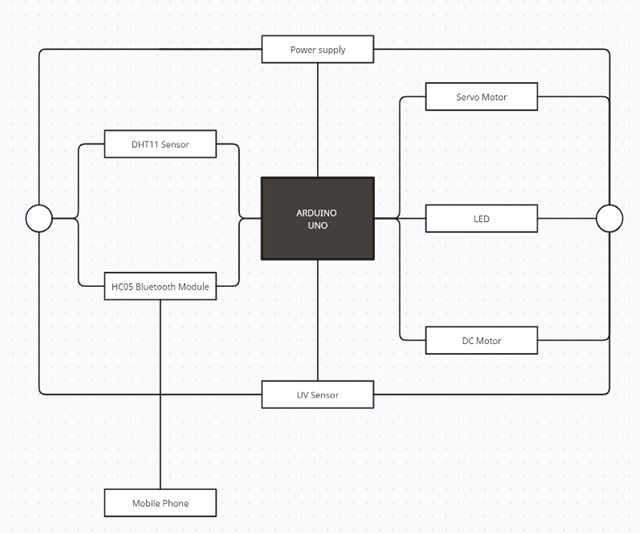 Power supply
Servo Motor
DHT11 Sensor
ARDUINO
UNO
LED
HC05 Bluetooth Module
DC Motor
UV Sensor
Mobile Phone